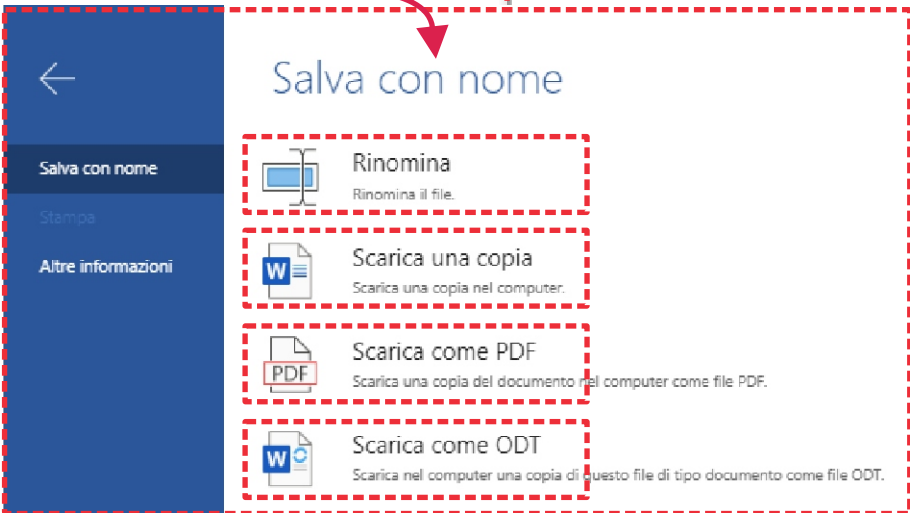 Salva con nome
Salva con nome
Stampa
Altre informazioni
Rinomina
Rinomina il file.
W
Scarica una copia
Scarica una copia nel computer.
PDF
Scarica come PDF
Scarica una copia del documento nel computer come file PDF.
W
Scarica come ODT
Scarica nel computer una copia di questo file di tipo documento come file ODT.